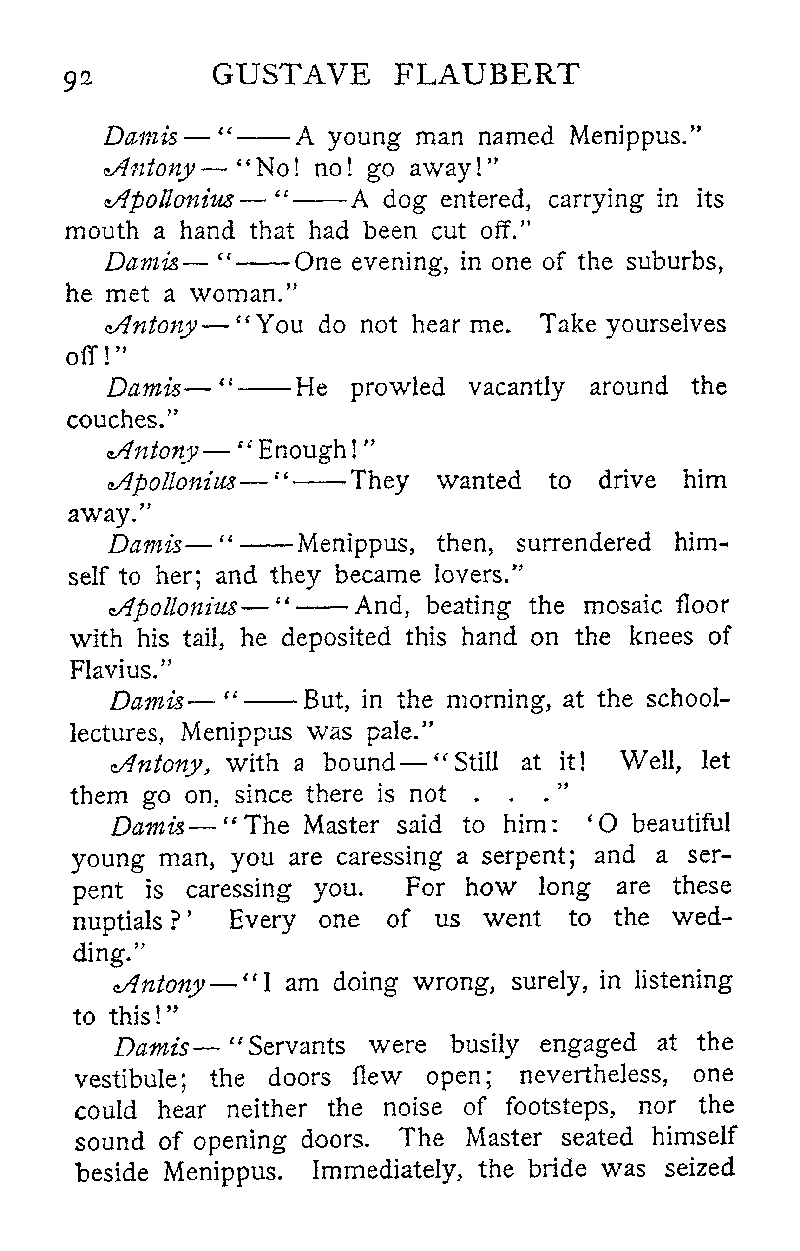 92 GUSTAVE FLAUBERT
Damis— “——A young man named Menippus.”
Antony— “No! no! go away!”
Apollonius— “——A dog entered, carrying in its
mouth a hand that had been cut off.”
Damis— “——One evening, in one of the suburbs,
he met a woman.”
Antony— “You do not hear me. Take yourselves
off!”
Damis— “——He prowled vacantly around the
couches.”
Antony— “Enough!”
Apollonius— “——They wanted to drive him
away.”
Damis— “——Menippus, then, surrendered him-
self to her; and they became lovers.”
Apollonius— “——And, beating the mosaic floor
with his tail, he deposited this hand on the knees of
Flavius.”
Damis— “——But, in the morning, at the school-
lectures, Menippus was pale.”
Antony, with a bound— “Still at it! Well, let
them go on, since there is not . . .”
Damis— “The Master said to him: ‘O beautiful
young man, you are caressing a serpent; and a ser-
pent is caressing you. For how long are these
nuptials?’ Every one of us went to the wed-
ding.”
Antony— “I am doing wrong, surely, in listening
to this!”
Damis— “Servants were busily engaged at the
vestibule; the doors flew open; nevertheless, one
could hear neither the noise of footsteps, nor the
sound of opening doors. The Master seated himself
beside Menippus. Immediately, the bride was seized